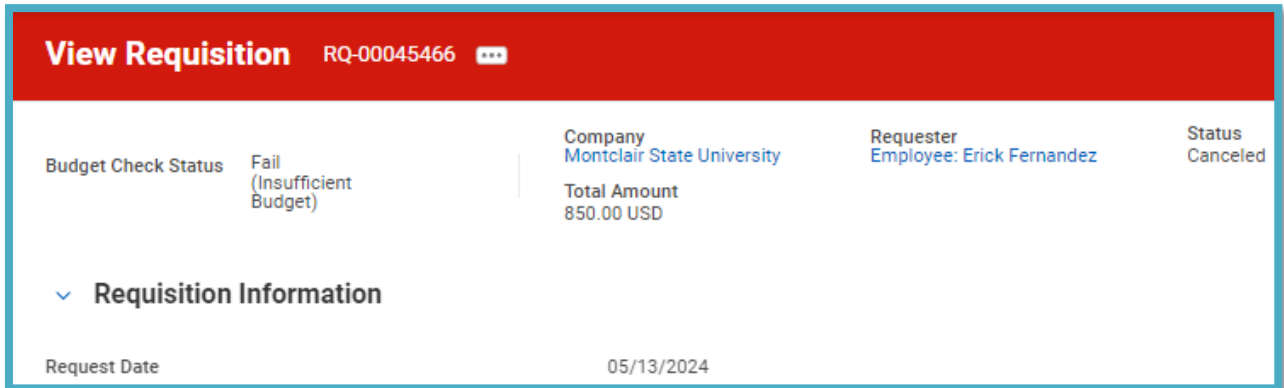 View Requisition RQ-00045466
Budget Check Status
Fail
(Insufficient
Budget)
Company
Montclair State University
Total Amount
850.00 USD
Requester
Employee: Erick Fernandez
Status
Canceled
Requisition Information
Request Date 05/13/2024